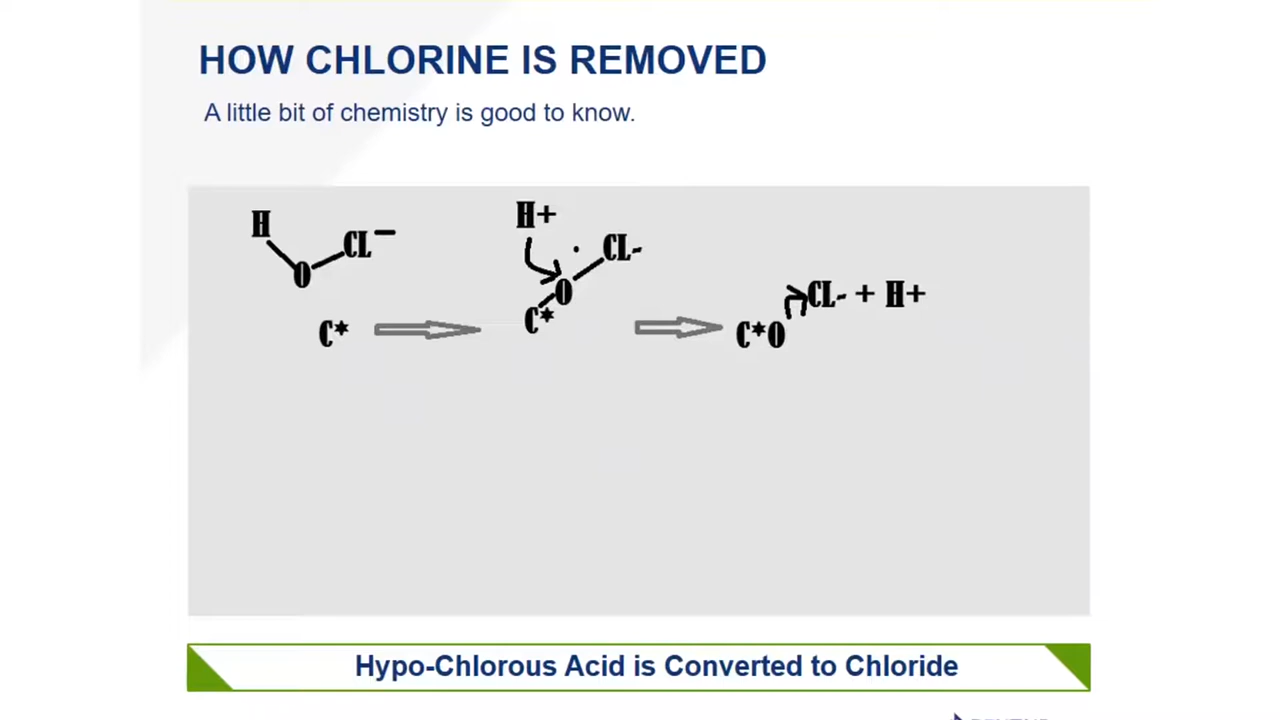 HOW CHLORINE IS REMOVED
A little bit of chemistry is good to know.
H
CL−
O
C*
H+
CL-
O
C*
CL- + H+
C*O
Hypo-Chlorous Acid is Converted to Chloride